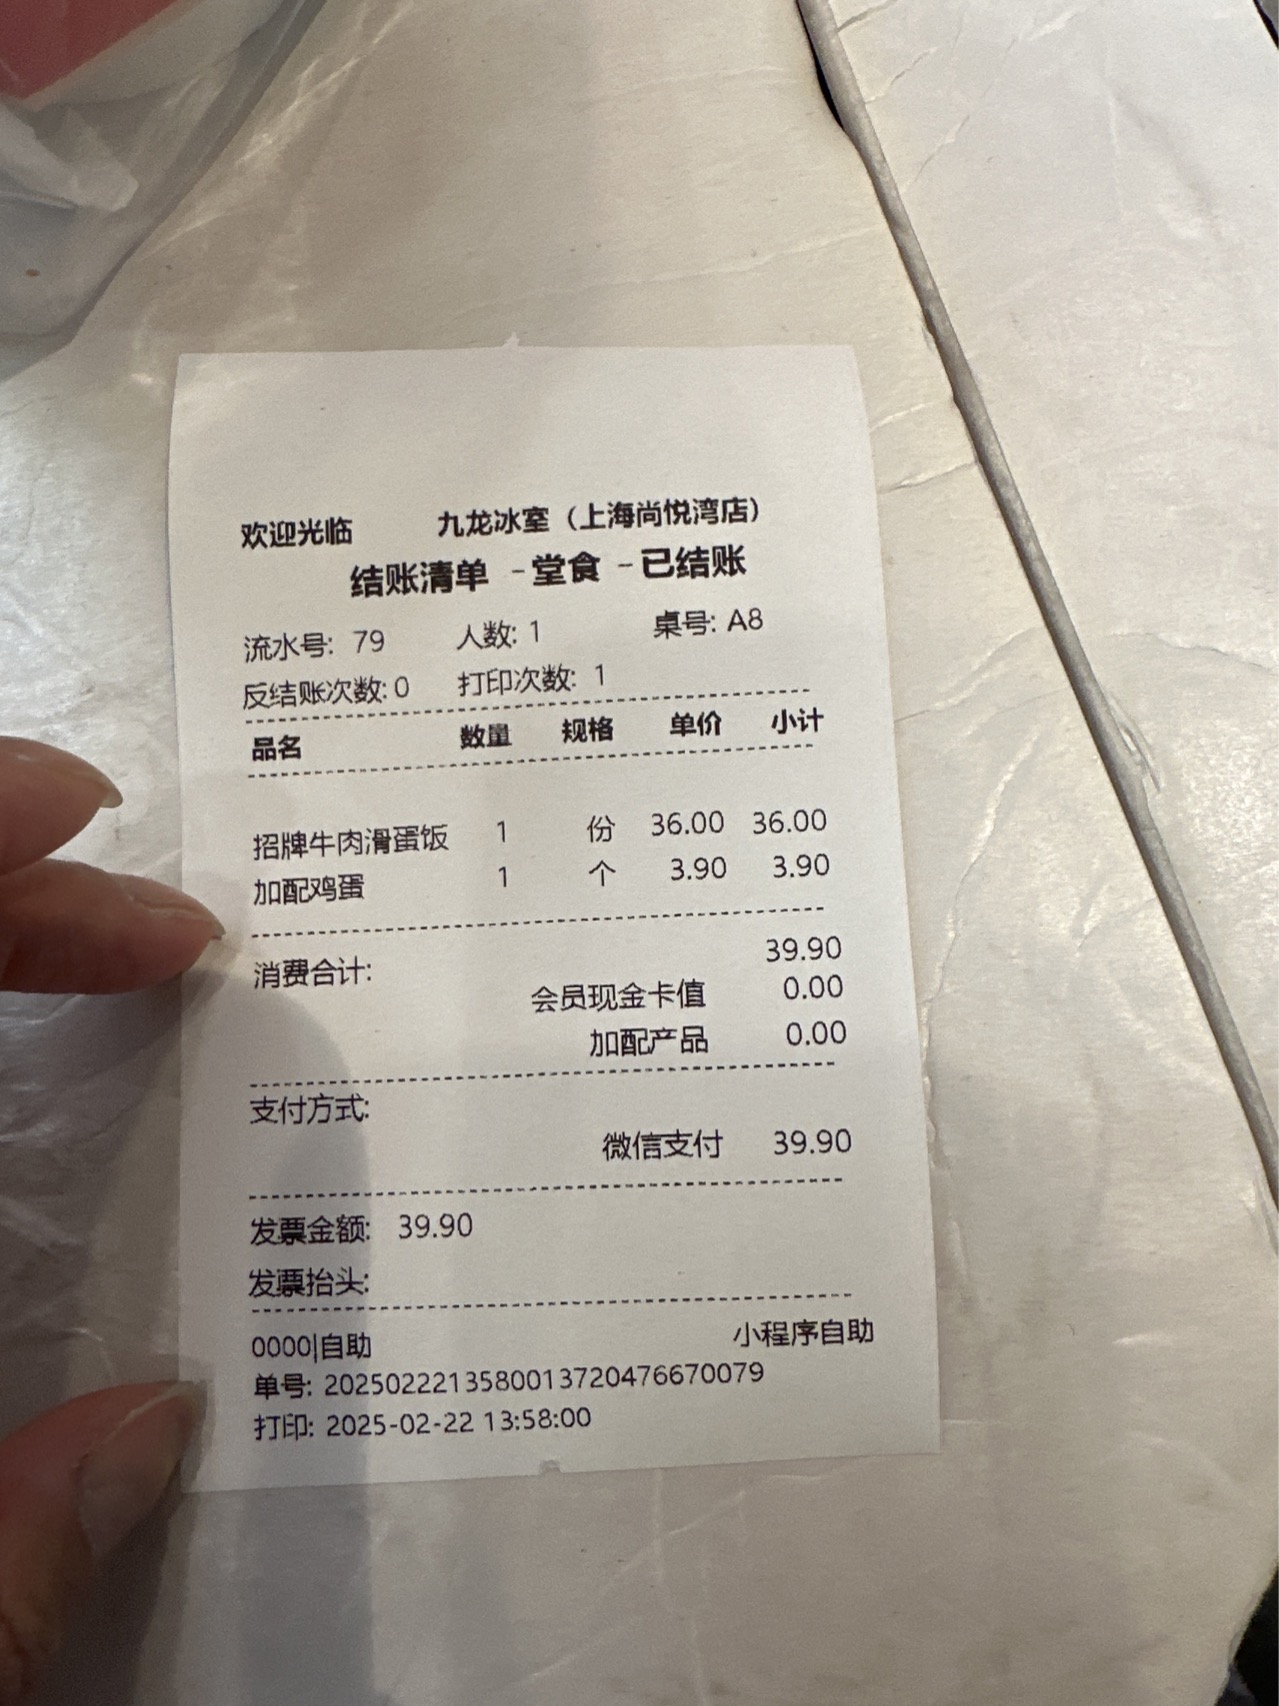 欢迎光临 九龙冰室（上海尚悦湾店）
结账清单 -堂食 -已结账
流水号: 79 人数: 1 桌号: A8
反结账次数: 0 打印次数: 1
品名 数量 规格 单价 小计
招牌牛肉滑蛋饭 1 份 36.00 36.00
加配鸡蛋 1 个 3.90 3.90
消费合计: 39.90
会员现金卡值 0.00
加配产品 0.00
支付方式:
微信支付 39.90
发票金额: 39.90
发票抬头:
0000|自助 小程序自助
单号: 20250222135800137204766​70079
打印: 2025-02-22 13:58:00